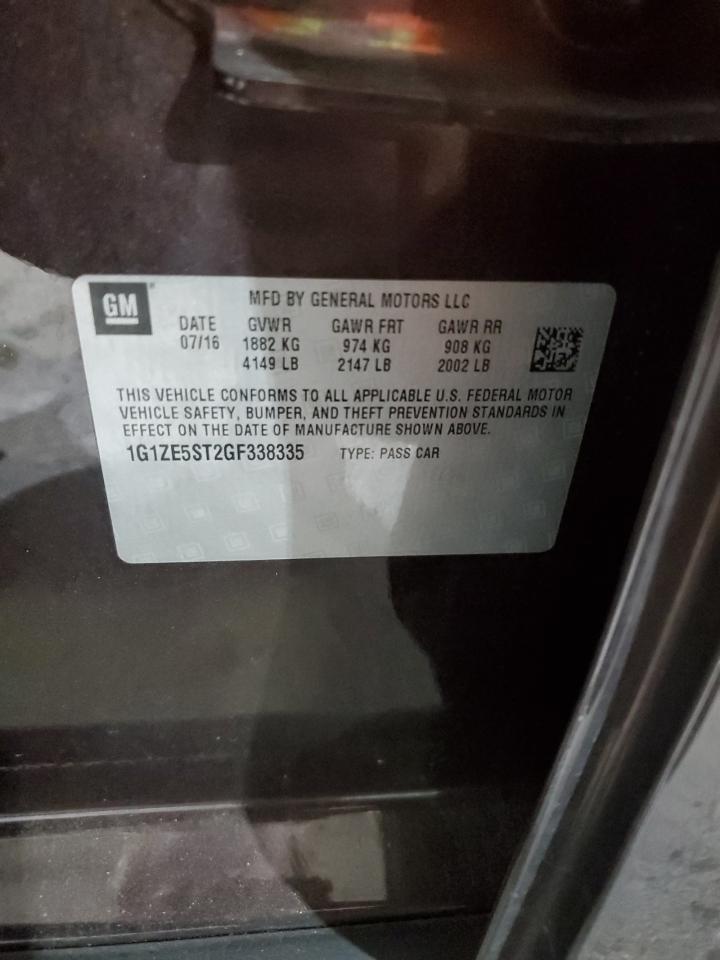 GM
MFD BY GENERAL MOTORS LLC
DATE GVWR GAWR FRT GAWR RR
07/16 1882 KG 974 KG 908 KG
4149 LB 2147 LB 2002 LB
THIS VEHICLE CONFORMS TO ALL APPLICABLE U.S. FEDERAL MOTOR
VEHICLE SAFETY, BUMPER, AND THEFT PREVENTION STANDARDS IN
EFFECT ON THE DATE OF MANUFACTURE SHOWN ABOVE.
1G1ZE5ST2GF338335 TYPE: PASS CAR